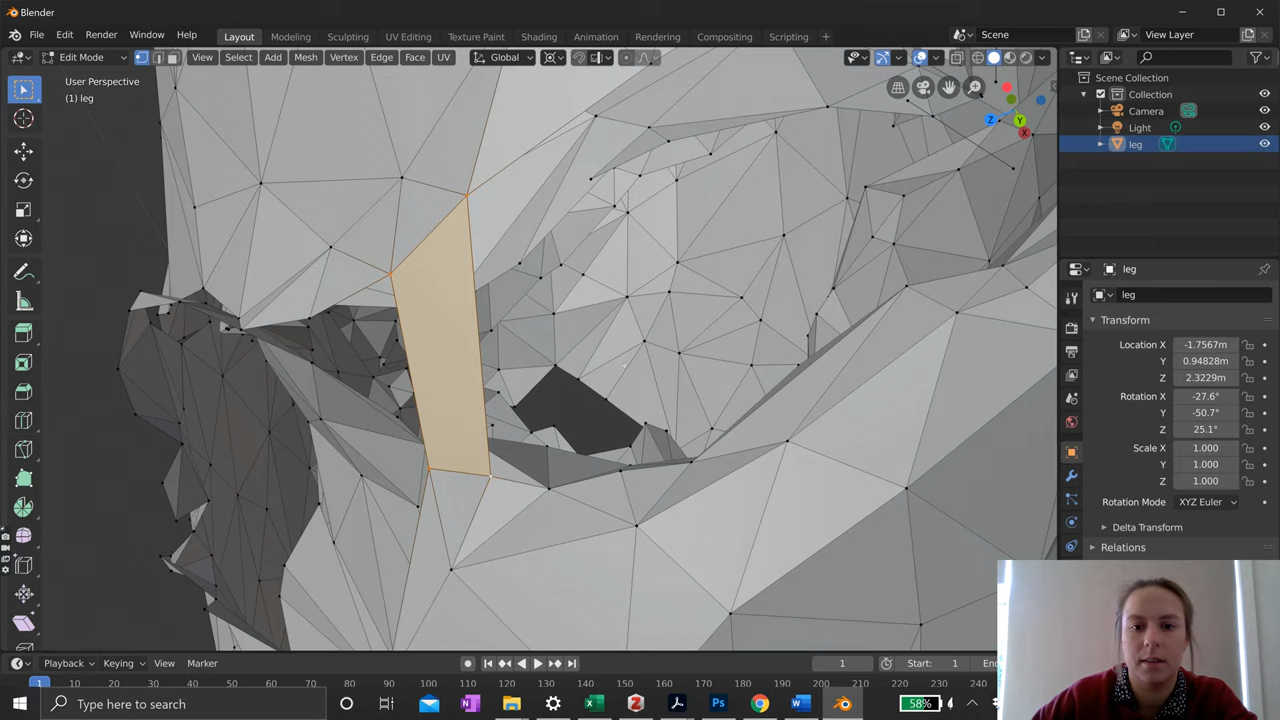 Blender
File Edit Render Window Help Layout Modeling Sculpting UV Editing Texture Paint Shading Animation Rendering Compositing Scripting + Scene View Layer
Edit Mode View Select Add Mesh Vertex Edge Face UV Global
User Perspective
(1) leg
Z Y X
Scene Collection
Collection
Camera
Light
leg
leg
leg
Transform
Location X -1.7567m
Y 0.94828m
Z 2.3229m
Rotation X -27.6°
Y -50.7°
Z 25.1°
Scale X 1.000
Y 1.000
Z 1.000
Rotation Mode XYZ Euler
Delta Transform
Relations
Playback Keying View Marker 1 Start: 1 En
1 10 20 30 40 50 60 70 80 90 100 110 120 130 140 150 160 170 180 190 200 210 220 230 240
Type here to search 58%